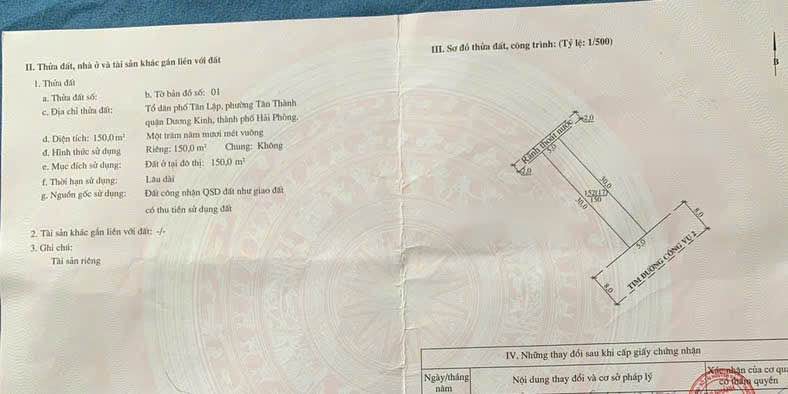 II. Thửa đất, nhà ở và tài sản khác gắn liền với đất
1. Thửa đất
a. Thửa đất số:
b. Tờ bản đồ số: 01
c. Địa chỉ thửa đất: Tổ dân phố Tân Lập, phường Tân Thành
quận Dương Kinh, thành phố Hải Phòng.
d. Diện tích: 150,0 m² Một trăm năm mươi mét vuông
đ. Hình thức sử dụng Riêng: 150,0 m² Chung: Không
e. Mục đích sử dụng: Đất ở tại đô thị: 150,0 m²
f. Thời hạn sử dụng: Lâu dài
g. Nguồn gốc sử dụng: Đất công nhận QSD đất như giao đất
có thu tiền sử dụng đất
2. Tài sản khác gắn liền với đất: -/-
3. Ghi chú:
Tài sản riêng
III. Sơ đồ thửa đất, công trình: (Tỷ lệ: 1/500)
B
2,0
Rãnh thoát nước
5,0
2,0
30,0
152(17)
150
30,0
5,0
8,0
TIM ĐƯỜNG CÔNG VỤ 2
8,0
IV. Những thay đổi sau khi cấp giấy chứng nhận
Ngày/tháng
năm
Nội dung thay đổi và cơ sở pháp lý
Xác nhận của cơ qua
có thẩm quyền